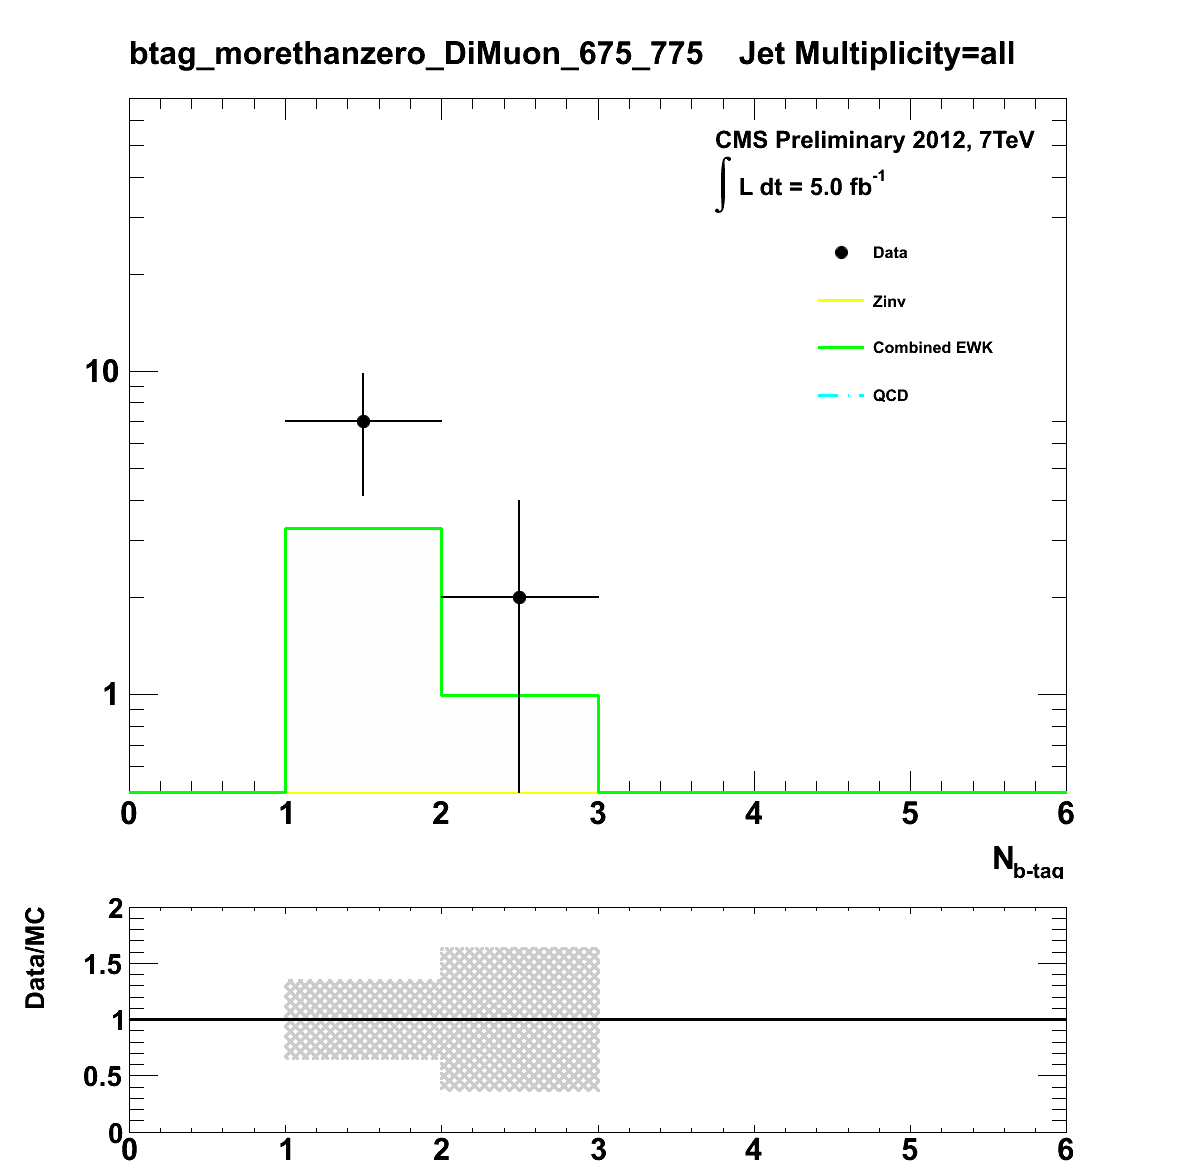 btag_morethanzero_DiMuon_675_775 Jet Multiplicity=all
CMS Preliminary 2012, 7TeV
∫ L dt = 5.0 fb-1
Data
Zinv
Combined EWK
QCD
10
1
0 1 2 3 4 5 6
Nb-tag
Data/MC
2
1.5
1
0.5
0
0 1 2 3 4 5 6